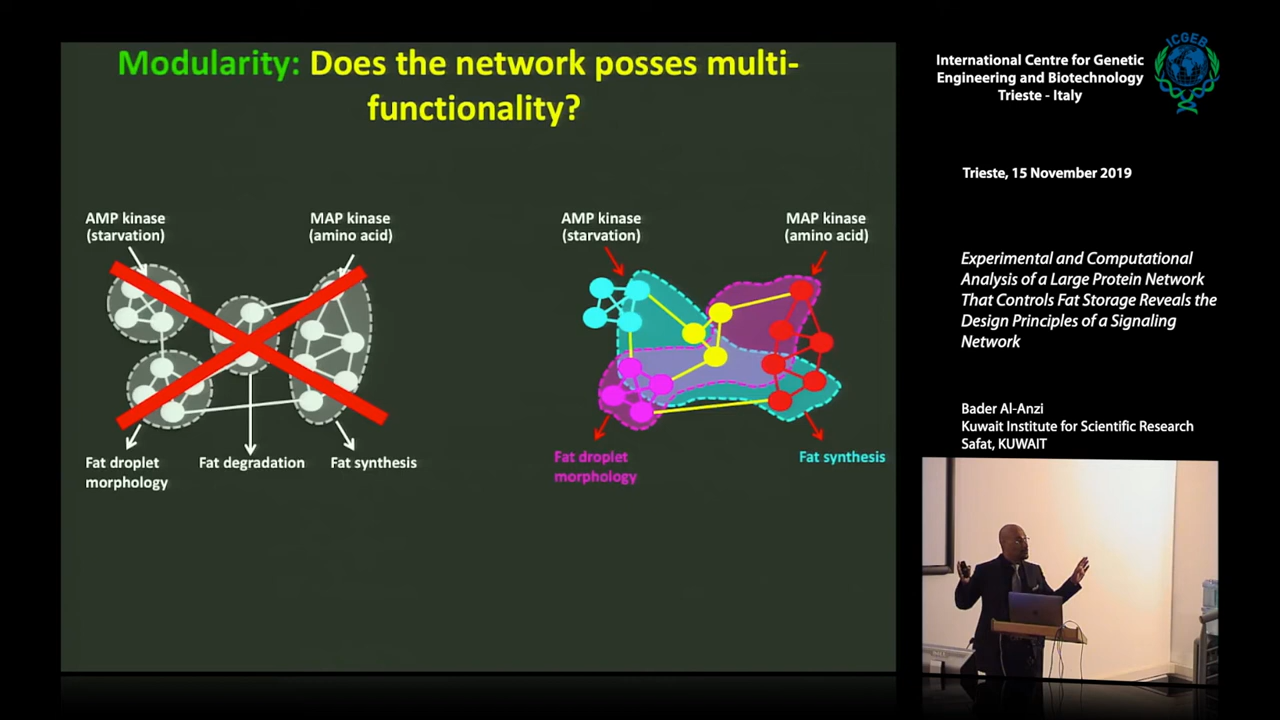 Modularity: Does the network posses multi-
functionality?
AMP kinase
(starvation)
MAP kinase
(amino acid)
Fat droplet
morphology
Fat degradation
Fat synthesis
AMP kinase
(starvation)
MAP kinase
(amino acid)
Fat droplet
morphology
Fat synthesis
International Centre for Genetic
Engineering and Biotechnology
Trieste - Italy
ICGEB
Trieste, 15 November 2019
Experimental and Computational
Analysis of a Large Protein Network
That Controls Fat Storage Reveals the
Design Principles of a Signaling
Network
Bader Al-Anzi
Kuwait Institute for Scientific Research
Safat, KUWAIT